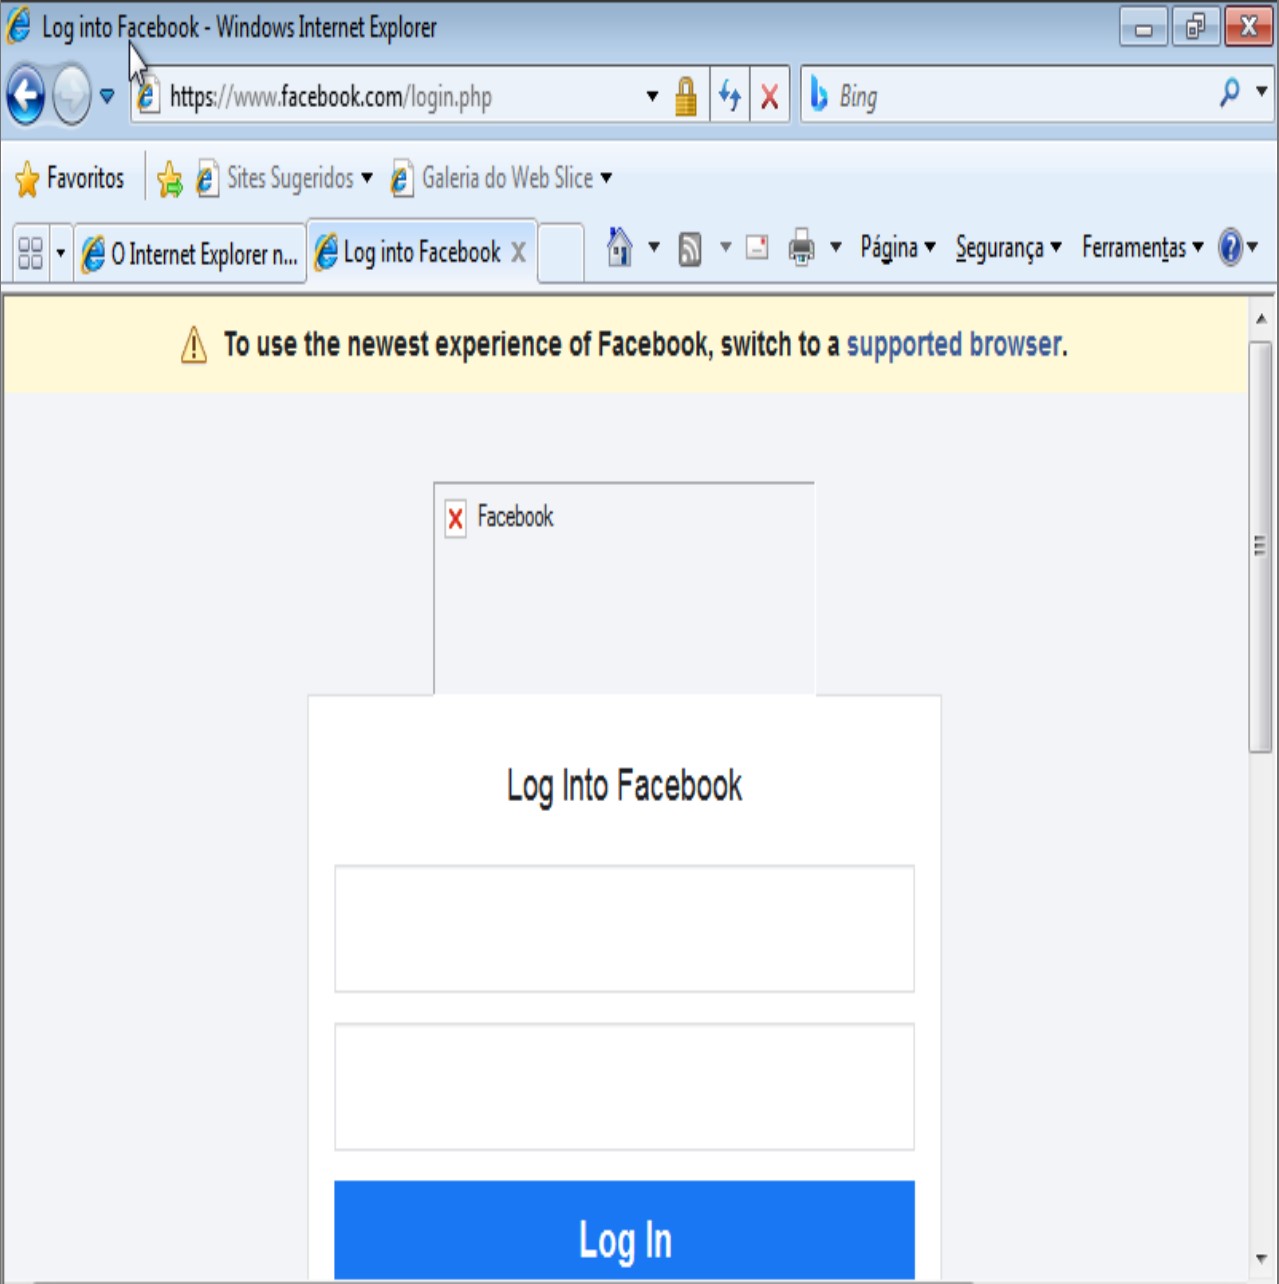 Log into Facebook - Windows Internet Explorer
https://www.facebook.com/login.php
Bing
Favoritos Sites Sugeridos Galeria do Web Slice
O Internet Explorer n... Log into Facebook X Página Segurança Ferramentas
To use the newest experience of Facebook, switch to a supported browser.
Facebook
Log Into Facebook
Log In